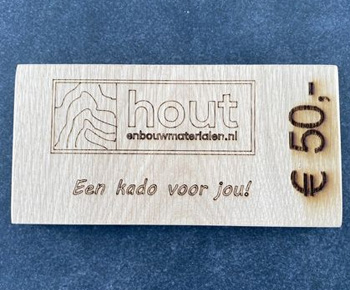 hout
enbouwmaterialen.nl
Een kado voor jou!
€ 50,-